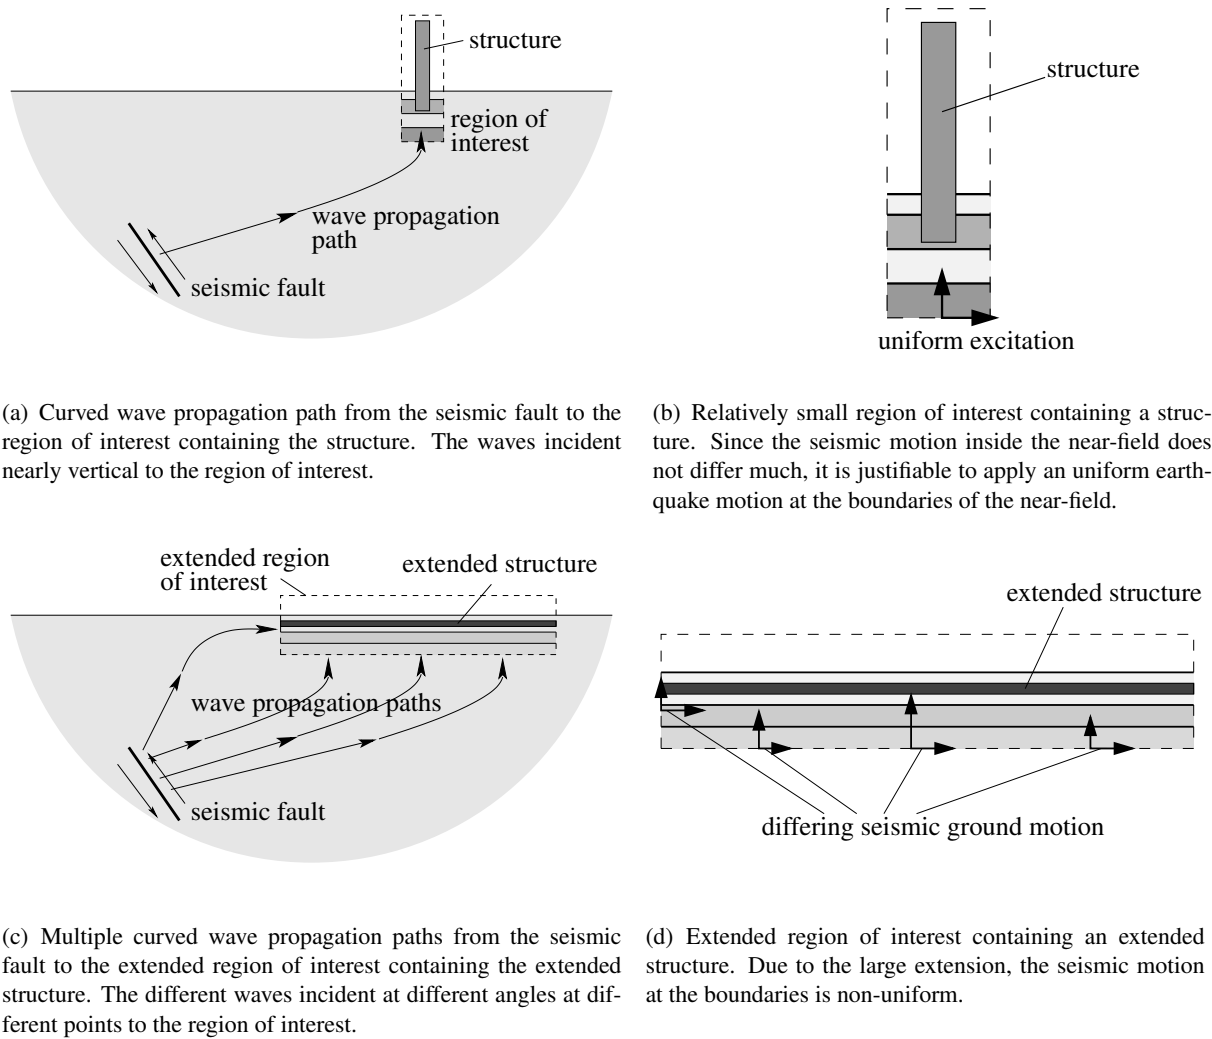 structure
region of
interest
wave propagation
path
seismic fault
structure
uniform excitation
(a) Curved wave propagation path from the seismic fault to the
region of interest containing the structure. The waves incident
nearly vertical to the region of interest.
(b) Relatively small region of interest containing a struc-
ture. Since the seismic motion inside the near-field does
not differ much, it is justifiable to apply an uniform earth-
quake motion at the boundaries of the near-field.
extended region
of interest
extended structure
wave propagation paths
seismic fault
extended structure
differing seismic ground motion
(c) Multiple curved wave propagation paths from the seismic
fault to the extended region of interest containing the extended
structure. The different waves incident at different angles at dif-
ferent points to the region of interest.
(d) Extended region of interest containing an extended
structure. Due to the large extension, the seismic motion
at the boundaries is non-uniform.